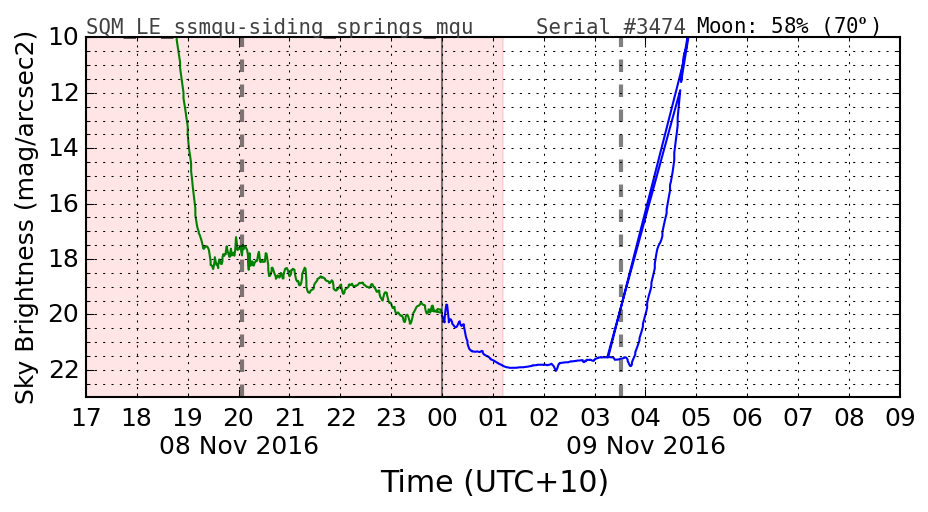 SQM_LE_ssmqu-siding_springs_mqu Serial #3474 Moon: 58% (70°)
Sky Brightness (mag/arcsec2)
10
12
14
16
18
20
22
17 18 19 20 21 22 23 00 01 02 03 04 05 06 07 08 09
08 Nov 2016 09 Nov 2016
Time (UTC+10)